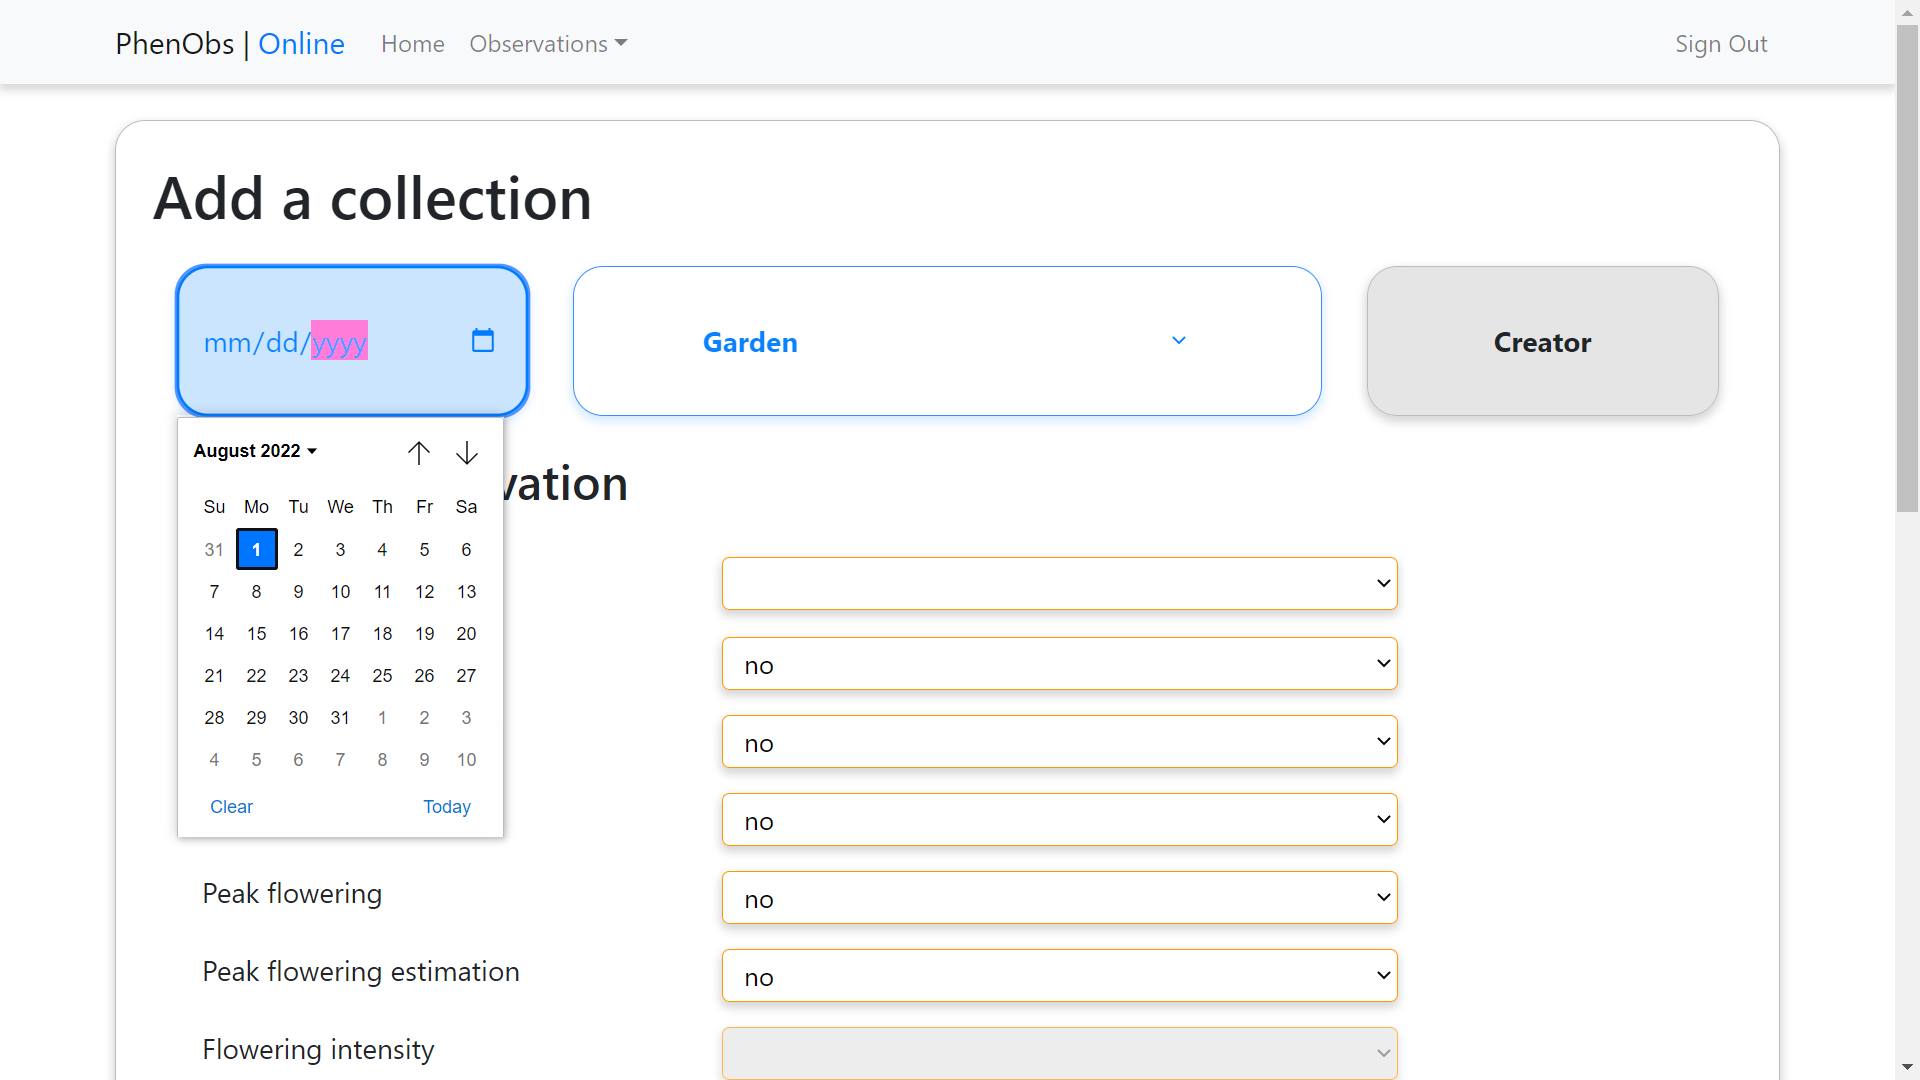 PhenObs | Online Home Observations Sign Out
Add a collection
mm/dd/yyyy Garden Creator
August 2022
vation
Su Mo Tu We Th Fr Sa
31 1 2 3 4 5 6
7 8 9 10 11 12 13
14 15 16 17 18 19 20
21 22 23 24 25 26 27
28 29 30 31 1 2 3
4 5 6 7 8 9 10
Clear Today
no
no
no
Peak flowering no
Peak flowering estimation no
Flowering intensity